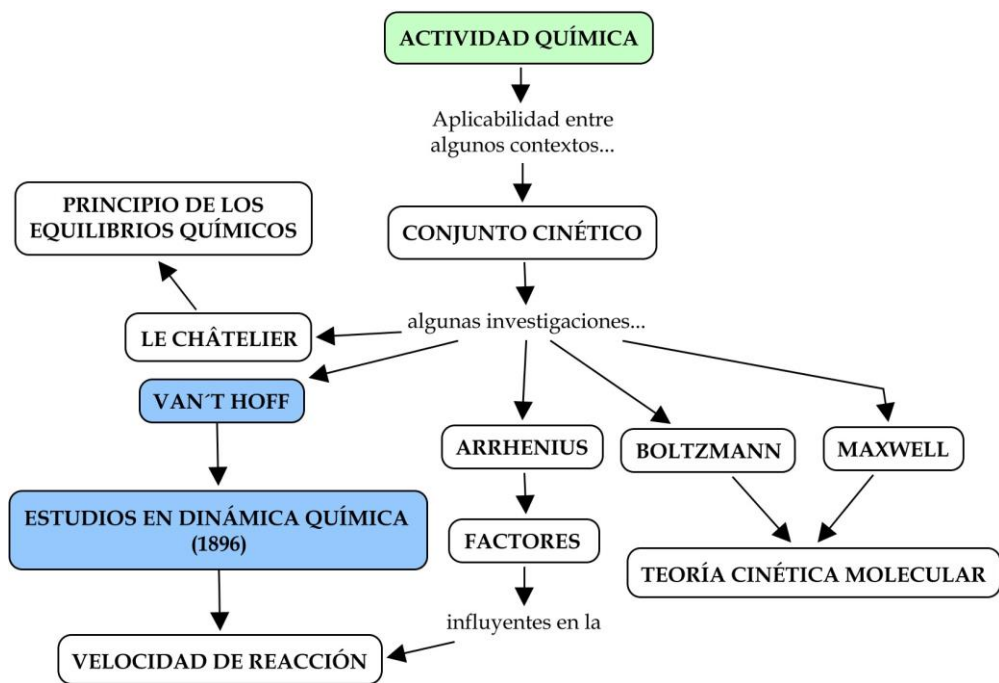 ACTIVIDAD QUÍMICA
Aplicabilidad entre
algunos contextos...
PRINCIPIO DE LOS
EQUILIBRIOS QUÍMICOS
CONJUNTO CINÉTICO
algunas investigaciones...
LE CHÂTELIER
VAN´T HOFF
ARRHENIUS
BOLTZMANN
MAXWELL
ESTUDIOS EN DINÁMICA QUÍMICA
(1896)
FACTORES
TEORÍA CINÉTICA MOLECULAR
influyentes en la
VELOCIDAD DE REACCIÓN